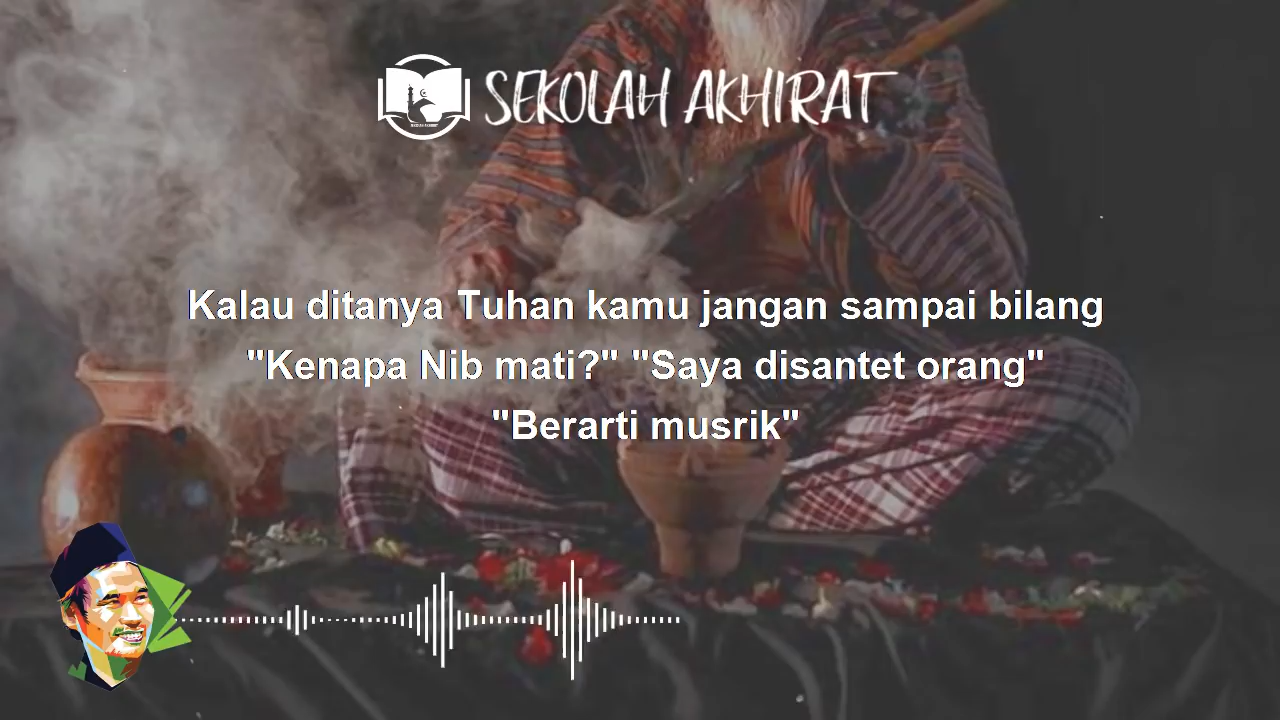 SEKOLAH AKHIRAT
Kalau ditanya Tuhan kamu jangan sampai bilang
"Kenapa Nib mati?" "Saya disantet orang"
"Berarti musrik"